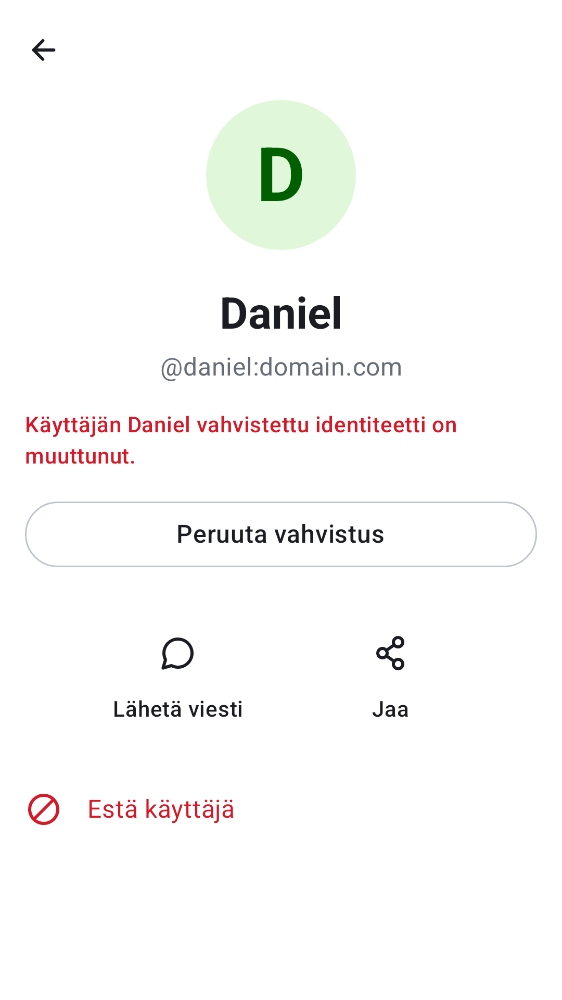 D
Daniel
@daniel:domain.com
Käyttäjän Daniel vahvistettu identiteetti on
muuttunut.
Peruuta vahvistus
Lähetä viesti
Jaa
Estä käyttäjä